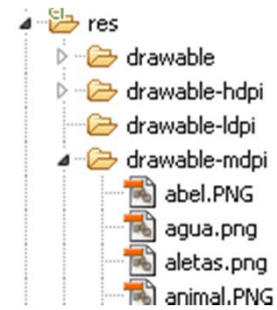 res
drawable
drawable-hdpi
drawable-ldpi
drawable-mdpi
abel.PNG
agua.png
aletas.png
animal.PNG